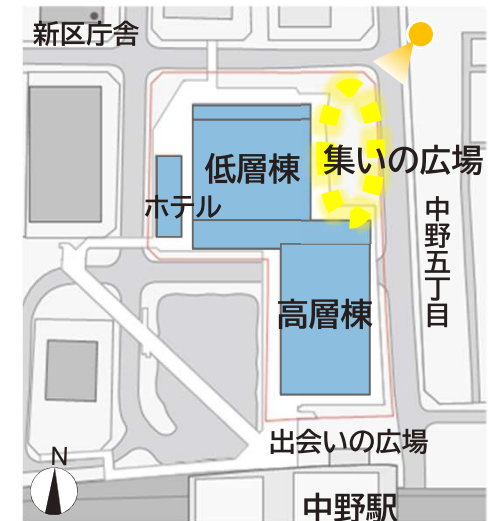 新区庁舎
低層棟
集いの広場
ホテル
中野五丁目
高層棟
出会いの広場
N
中野駅